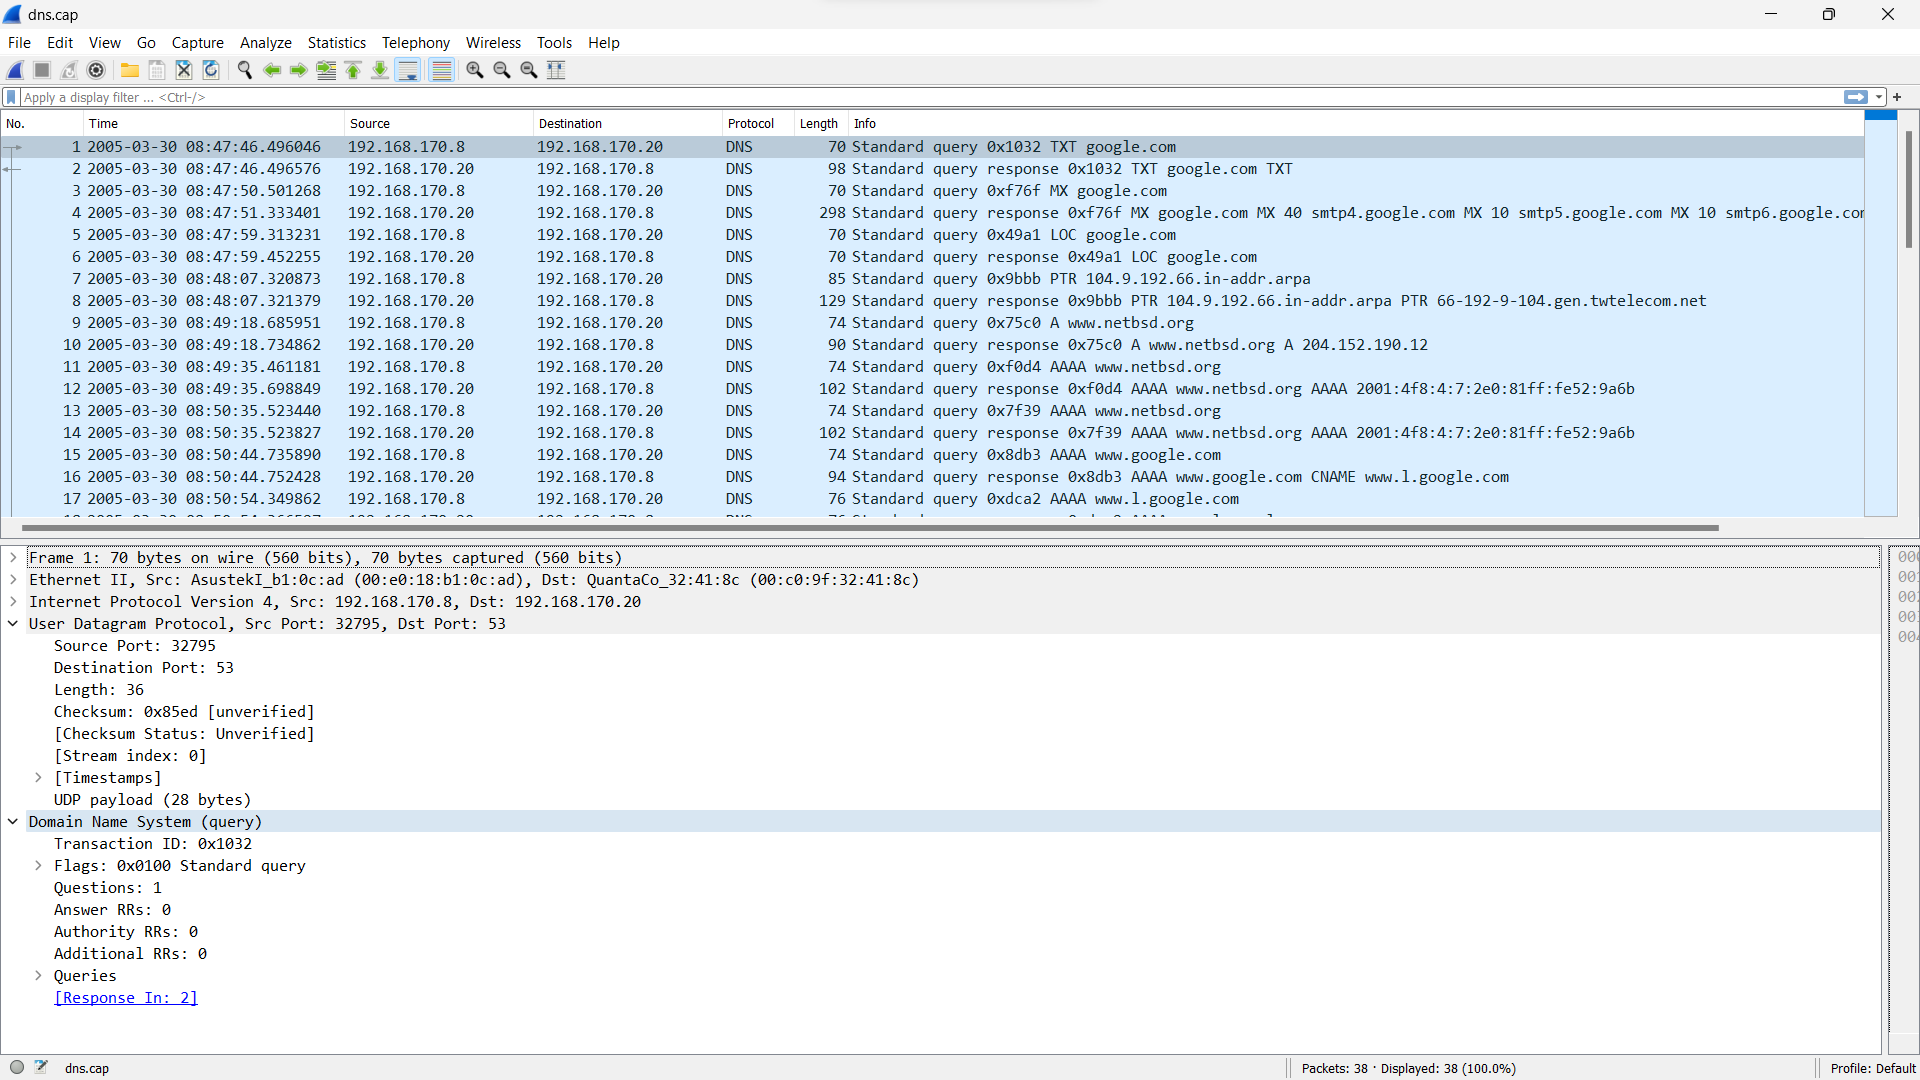 dns.cap
File Edit View Go Capture Analyze Statistics Telephony Wireless Tools Help
Apply a display filter ... <Ctrl-/>
No. Time Source Destination Protocol Length Info
1 2005-03-30 08:47:46.496046 192.168.170.8 192.168.170.20 DNS 70 Standard query 0x1032 TXT google.com
2 2005-03-30 08:47:46.496576 192.168.170.20 192.168.170.8 DNS 98 Standard query response 0x1032 TXT google.com TXT
3 2005-03-30 08:47:50.501268 192.168.170.8 192.168.170.20 DNS 70 Standard query 0xf76f MX google.com
4 2005-03-30 08:47:51.333401 192.168.170.20 192.168.170.8 DNS 298 Standard query response 0xf76f MX google.com MX 40 smtp4.google.com MX 10 smtp5.google.com MX 10 smtp6.google.co
5 2005-03-30 08:47:59.313231 192.168.170.8 192.168.170.20 DNS 70 Standard query 0x49a1 LOC google.com
6 2005-03-30 08:47:59.452255 192.168.170.20 192.168.170.8 DNS 70 Standard query response 0x49a1 LOC google.com
7 2005-03-30 08:48:07.320873 192.168.170.8 192.168.170.20 DNS 85 Standard query 0x9bbb PTR 104.9.192.66.in-addr.arpa
8 2005-03-30 08:48:07.321379 192.168.170.20 192.168.170.8 DNS 129 Standard query response 0x9bbb PTR 104.9.192.66.in-addr.arpa PTR 66-192-9-104.gen.twtelecom.net
9 2005-03-30 08:49:18.685951 192.168.170.8 192.168.170.20 DNS 74 Standard query 0x75c0 A www.netbsd.org
10 2005-03-30 08:49:18.734862 192.168.170.20 192.168.170.8 DNS 90 Standard query response 0x75c0 A www.netbsd.org A 204.152.190.12
11 2005-03-30 08:49:35.461181 192.168.170.8 192.168.170.20 DNS 74 Standard query 0xf0d4 AAAA www.netbsd.org
12 2005-03-30 08:49:35.698849 192.168.170.20 192.168.170.8 DNS 102 Standard query response 0xf0d4 AAAA www.netbsd.org AAAA 2001:4f8:4:7:2e0:81ff:fe52:9a6b
13 2005-03-30 08:50:35.523440 192.168.170.8 192.168.170.20 DNS 74 Standard query 0x7f39 AAAA www.netbsd.org
14 2005-03-30 08:50:35.523827 192.168.170.20 192.168.170.8 DNS 102 Standard query response 0x7f39 AAAA www.netbsd.org AAAA 2001:4f8:4:7:2e0:81ff:fe52:9a6b
15 2005-03-30 08:50:44.735890 192.168.170.8 192.168.170.20 DNS 74 Standard query 0x8db3 AAAA www.google.com
16 2005-03-30 08:50:44.752428 192.168.170.20 192.168.170.8 DNS 94 Standard query response 0x8db3 AAAA www.google.com CNAME www.l.google.com
17 2005-03-30 08:50:54.349862 192.168.170.8 192.168.170.20 DNS 76 Standard query 0xdca2 AAAA www.l.google.com
Frame 1: 70 bytes on wire (560 bits), 70 bytes captured (560 bits)
Ethernet II, Src: AsustekI_b1:0c:ad (00:e0:18:b1:0c:ad), Dst: QuantaCo_32:41:8c (00:c0:9f:32:41:8c)
Internet Protocol Version 4, Src: 192.168.170.8, Dst: 192.168.170.20
User Datagram Protocol, Src Port: 32795, Dst Port: 53
Source Port: 32795
Destination Port: 53
Length: 36
Checksum: 0x85ed [unverified]
[Checksum Status: Unverified]
[Stream index: 0]
[Timestamps]
UDP payload (28 bytes)
Domain Name System (query)
Transaction ID: 0x1032
Flags: 0x0100 Standard query
Questions: 1
Answer RRs: 0
Authority RRs: 0
Additional RRs: 0
Queries
[Response In: 2]
dns.cap Packets: 38 · Displayed: 38 (100.0%) Profile: Default